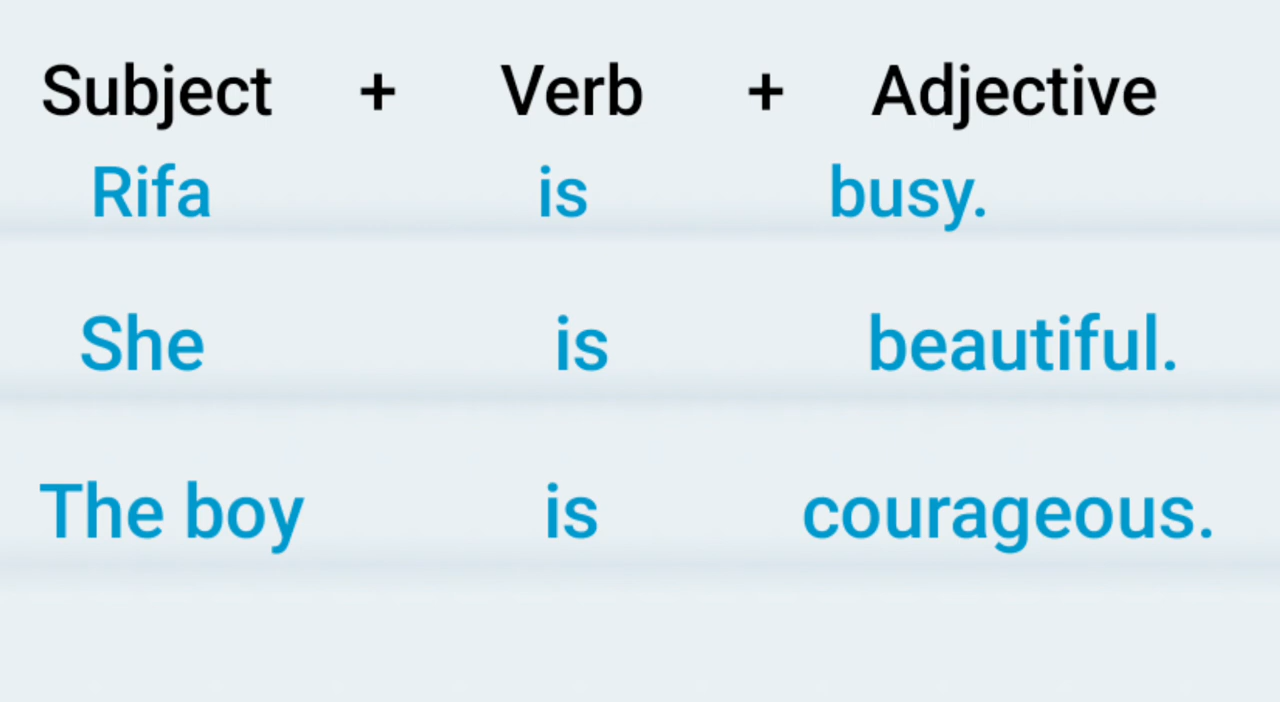 Subject + Verb + Adjective
Rifa is busy.
She is beautiful.
The boy is courageous.